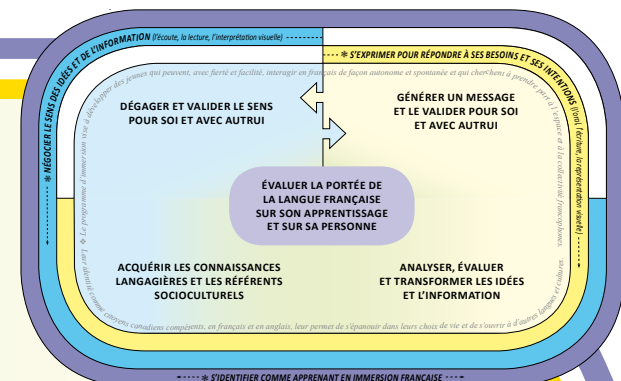 * NÉGOCIER LE SENS DES IDÉES ET DE L'INFORMATION (l'écoute, la lecture, l'interprétation visuelle)
* S'EXPRIMER POUR RÉPONDRE À SES BESOINS ET SES INTENTIONS (l'oral, l'écriture, la représentation visuelle)
❖ Le programme d'immersion vise à développer des jeunes qui peuvent, avec fierté et facilité, interagir en français de façon autonome et spontanée et qui cherchent à prendre part à l'espace et à la collectivité francophones.
DÉGAGER ET VALIDER LE SENS
POUR SOI ET AVEC AUTRUI
GÉNÉRER UN MESSAGE
ET LE VALIDER POUR SOI
ET AVEC AUTRUI
ÉVALUER LA PORTÉE DE
LA LANGUE FRANÇAISE
SUR SON APPRENTISSAGE
ET SUR SA PERSONNE
ACQUÉRIR LES CONNAISSANCES
LANGAGIÈRES ET LES RÉFÉRENTS
SOCIOCULTURELS
ANALYSER, ÉVALUER
ET TRANSFORMER LES IDÉES
ET L'INFORMATION
Leur identité comme citoyens canadiens compétents, en français et en anglais, leur permet de s'épanouir dans leurs choix de vie et de s'ouvrir à d'autres langues et cultures.
* S'IDENTIFIER COMME APPRENANT EN IMMERSION FRANÇAISE